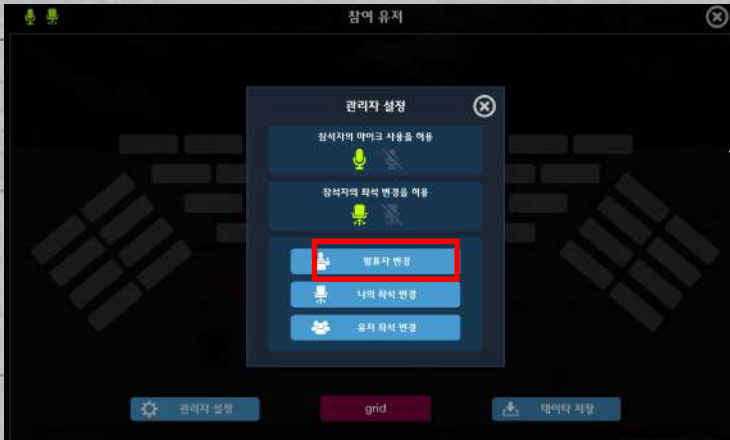 참여 유저
관리자 설정
참석자의 마이크 사용을 허용
참석자의 좌석 변경을 허용
발표자 변경
나의 좌석 변경
유저 좌석 변경
관리자 설정
grid
데이타 저장